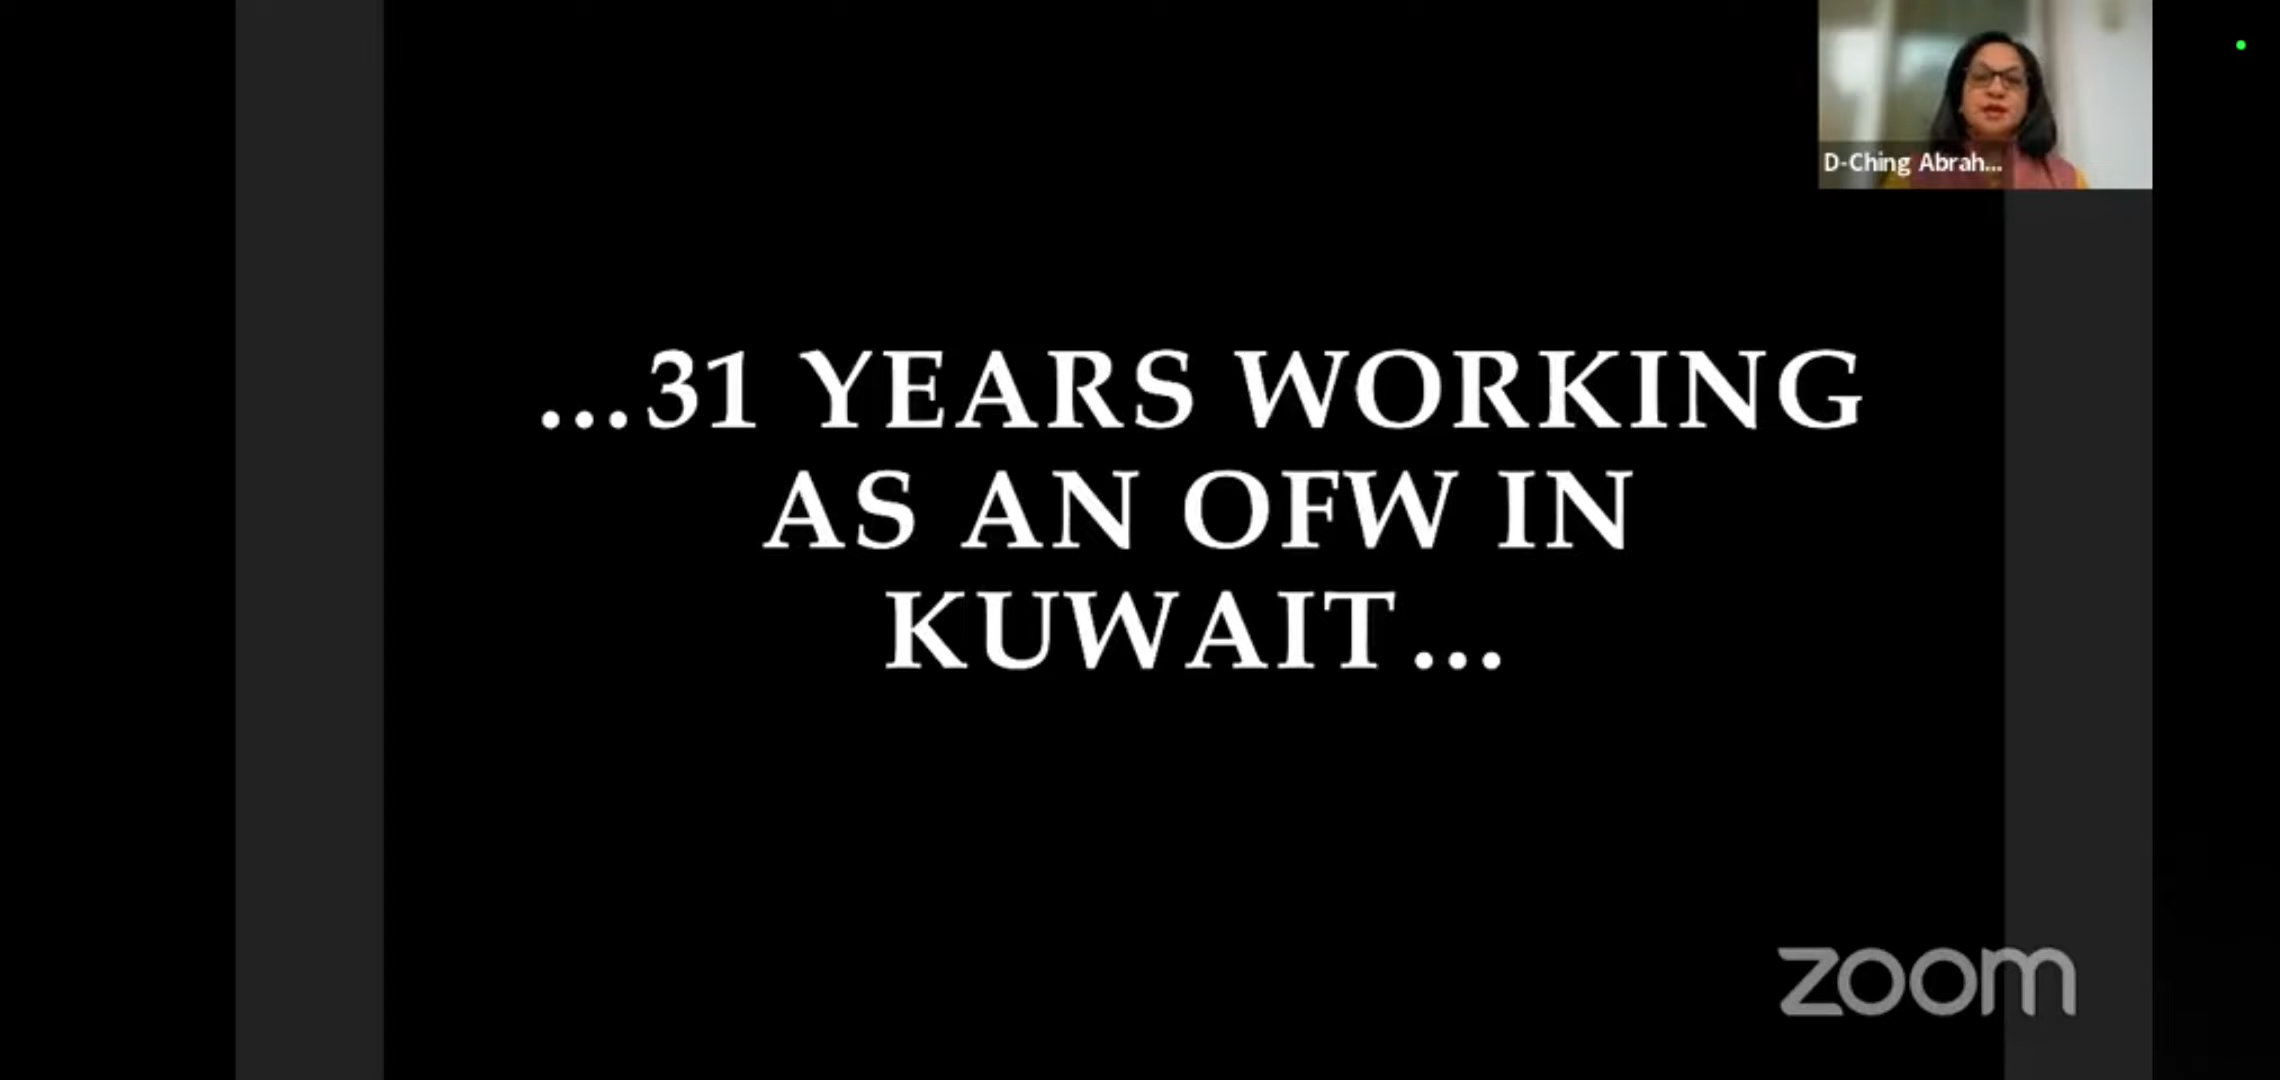 D-Ching Abrah...
...31 YEARS WORKING
AS AN OFW IN
KUWAIT...
zoom